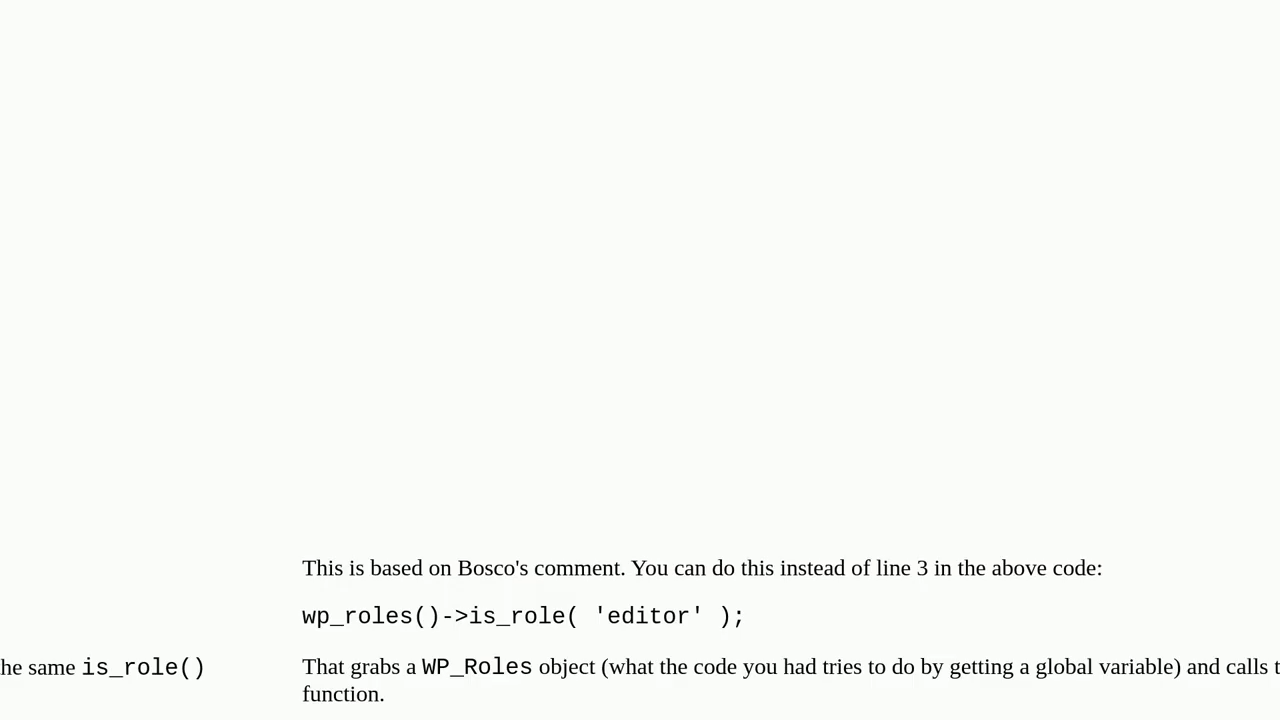 This is based on Bosco's comment. You can do this instead of line 3 in the above code:
wp_roles()->is_role( 'editor' );
That grabs a WP_Roles object (what the code you had tries to do by getting a global variable) and calls t
he same is_role()
function.